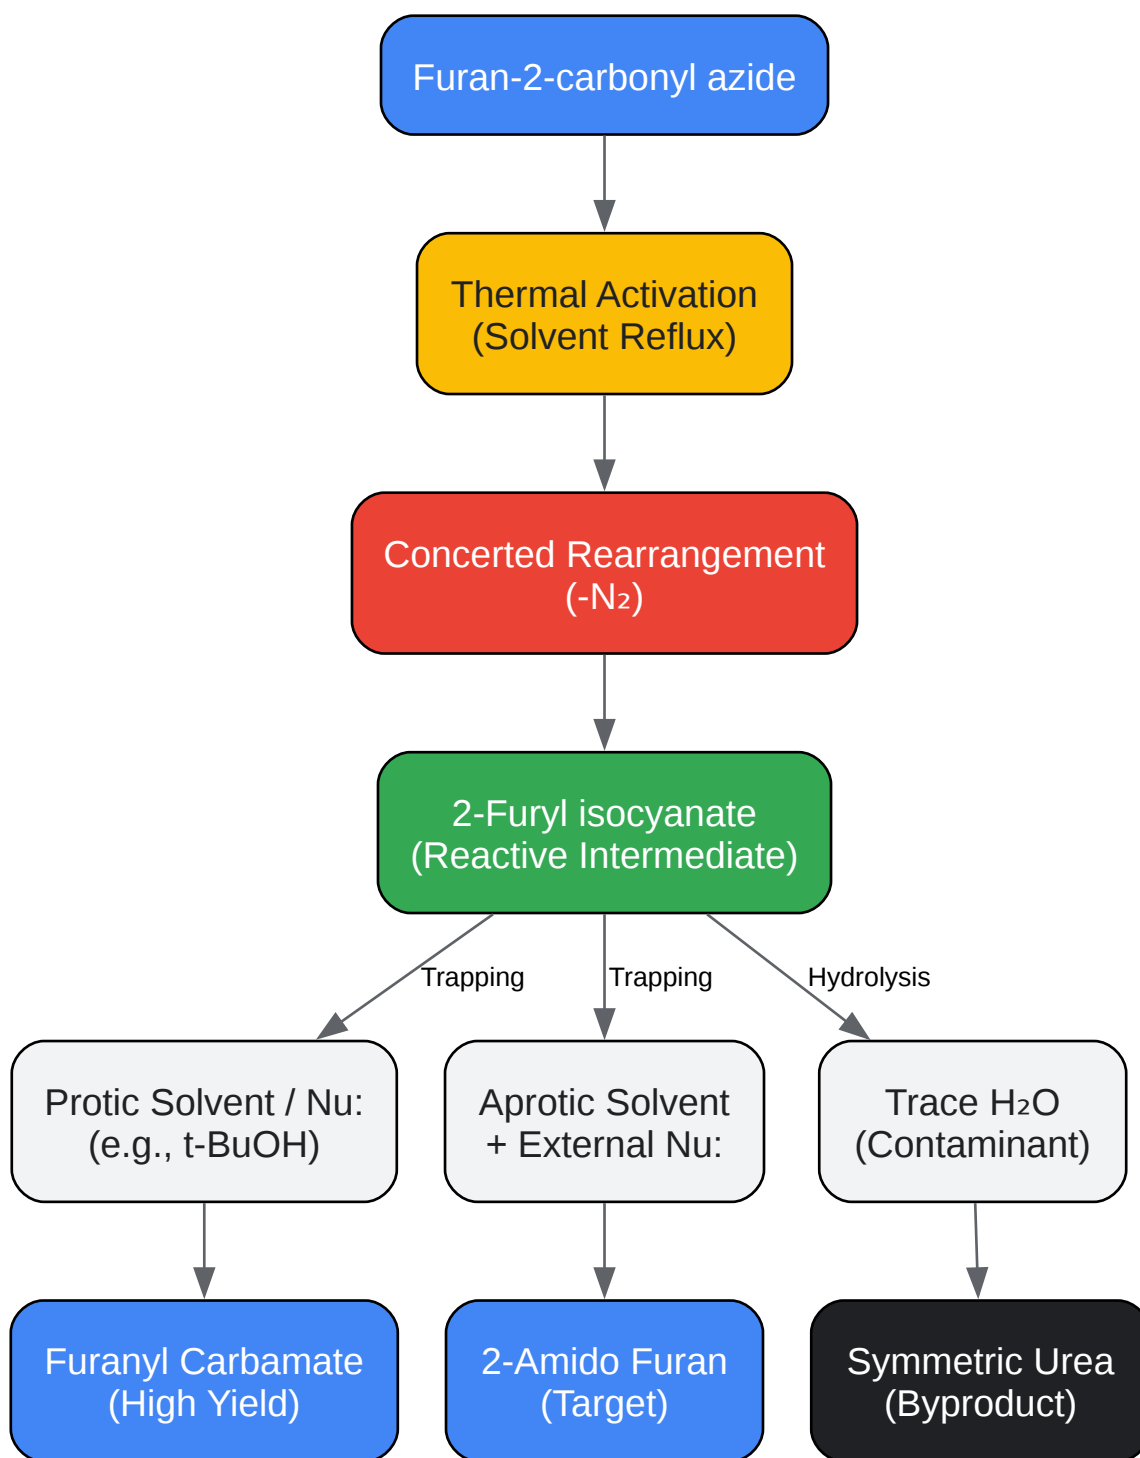 Furan-2-carbonyl azide
Thermal Activation
(Solvent Reflux)
Concerted Rearrangement
(-N₂)
2-Furyl isocyanate
(Reactive Intermediate)
Trapping
Trapping
Hydrolysis
Protic Solvent / Nu:
(e.g., t-BuOH)
Aprotic Solvent
+ External Nu:
Trace H₂O
(Contaminant)
Furanyl Carbamate
(High Yield)
2-Amido Furan
(Target)
Symmetric Urea
(Byproduct)